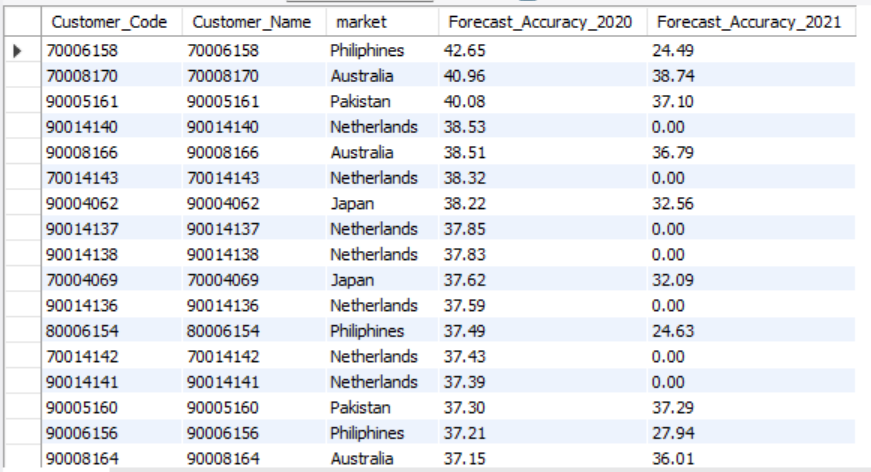 Customer_Code Customer_Name market Forecast_Accuracy_2020 Forecast_Accuracy_2021
70006158 70006158 Philiphines 42.65 24.49
70008170 70008170 Australia 40.96 38.74
90005161 90005161 Pakistan 40.08 37.10
90014140 90014140 Netherlands 38.53 0.00
90008166 90008166 Australia 38.51 36.79
70014143 70014143 Netherlands 38.32 0.00
90004062 90004062 Japan 38.22 32.56
90014137 90014137 Netherlands 37.85 0.00
90014138 90014138 Netherlands 37.83 0.00
70004069 70004069 Japan 37.62 32.09
90014136 90014136 Netherlands 37.59 0.00
80006154 80006154 Philiphines 37.49 24.63
70014142 70014142 Netherlands 37.43 0.00
90014141 90014141 Netherlands 37.39 0.00
90005160 90005160 Pakistan 37.30 37.29
90006156 90006156 Philiphines 37.21 27.94
90008164 90008164 Australia 37.15 36.01